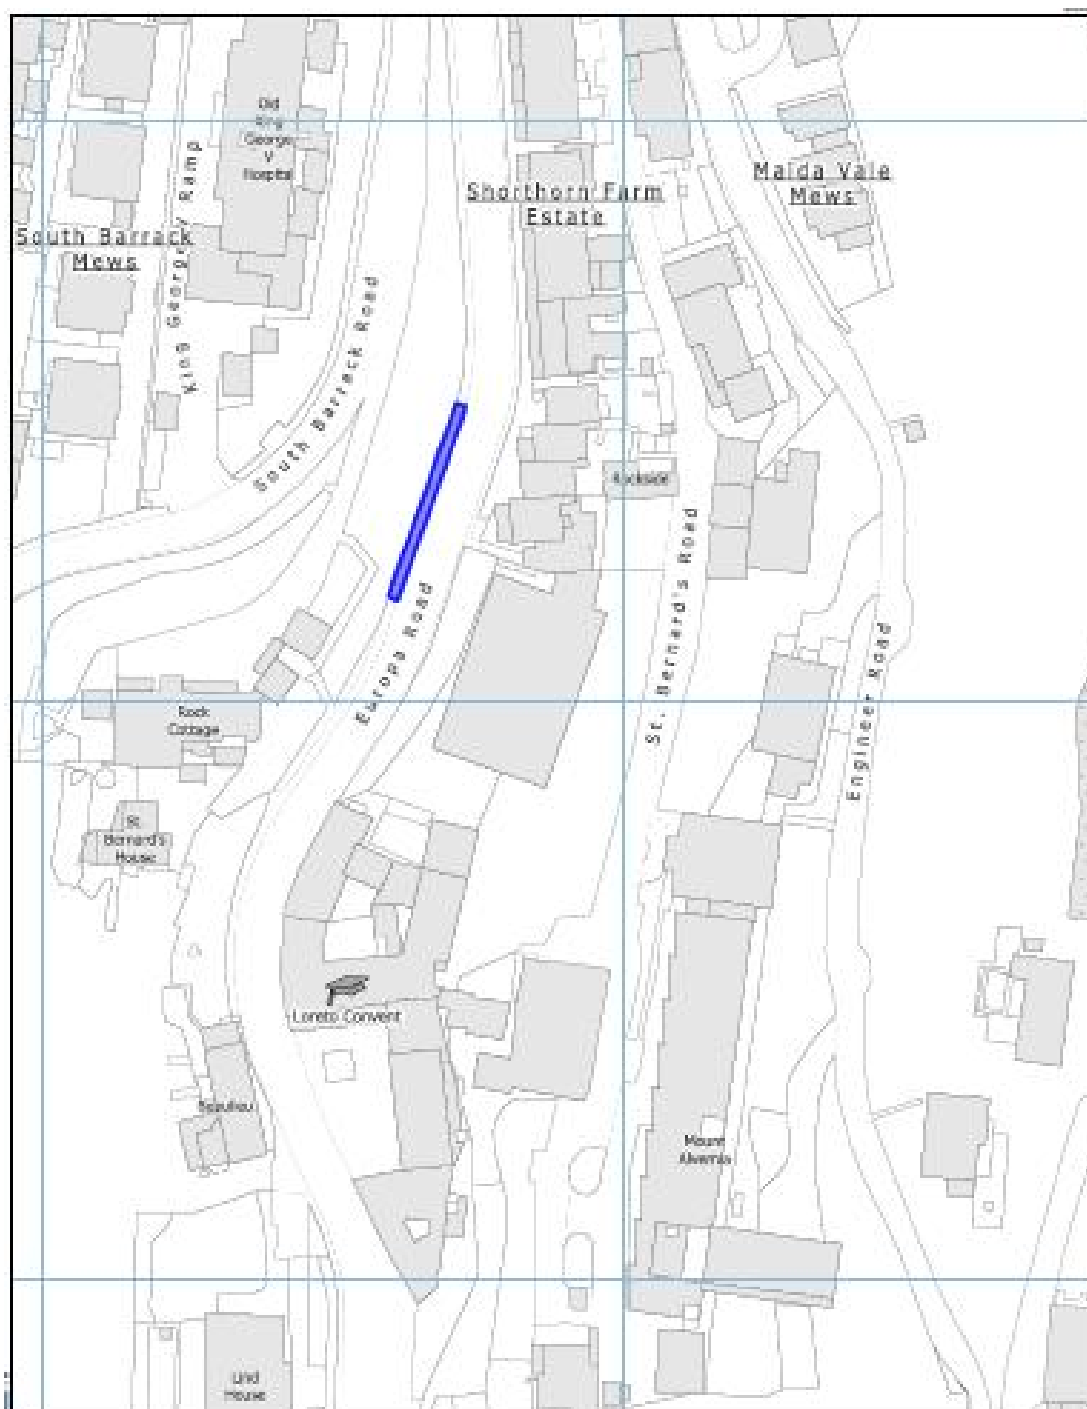 Old
King
George
V
Hospital
Maida Vale
Mews
Shorthorn Farm
Estate
South Barrack
Mews
King George V Ramp
South Barrack Road
Rockside
St. Bernard's Road
Europa Road
Engineer Road
Rock
Cottage
St.
Bernard's
House
Loreto Convent
Beaulieu
Mount
Alvernia
Lind
House